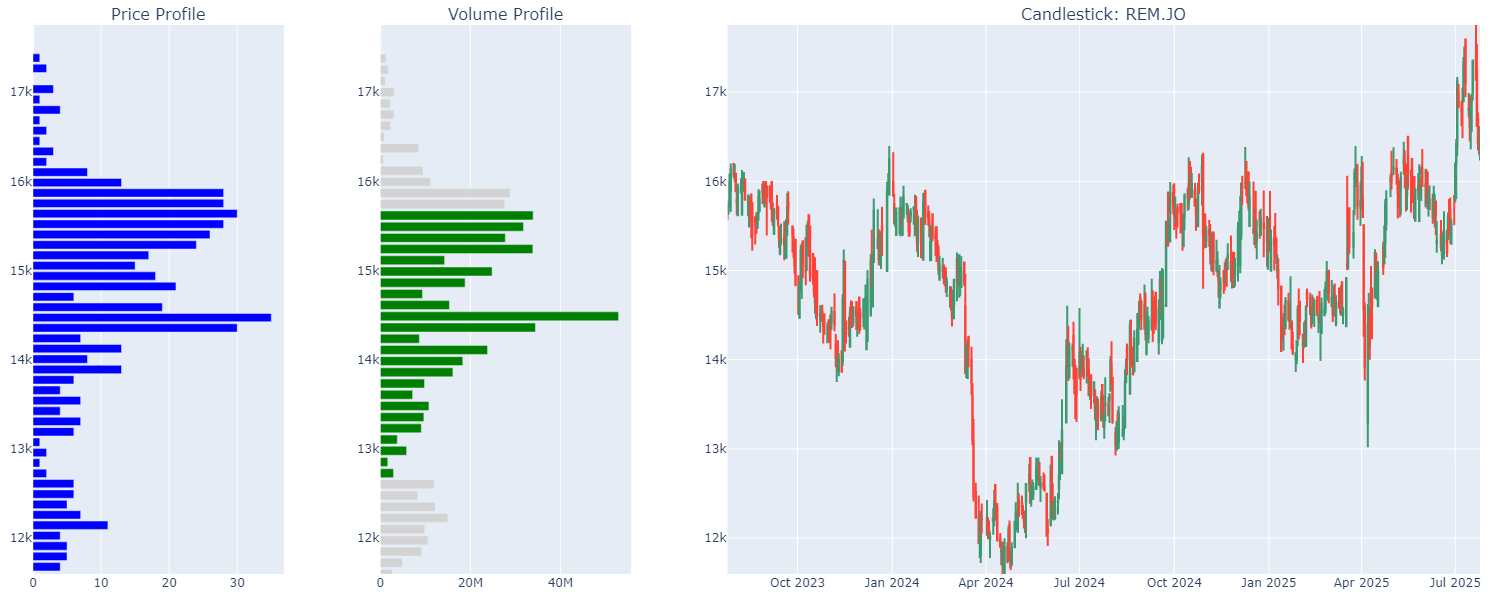 Price Profile
Volume Profile
Candlestick: REM.JO
17k
16k
15k
14k
13k
12k
0
10
20
30
17k
16k
15k
14k
13k
12k
0
20M
40M
17k
16k
15k
14k
13k
12k
Oct 2023
Jan 2024
Apr 2024
Jul 2024
Oct 2024
Jan 2025
Apr 2025
Jul 2025